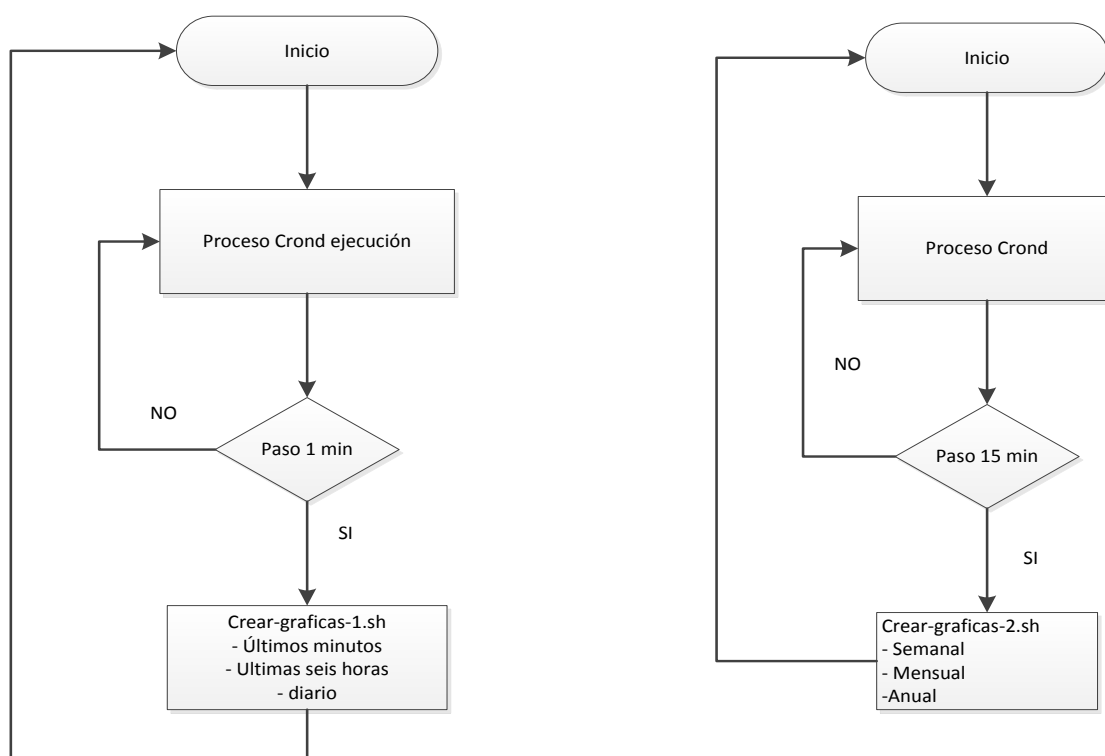 Inicio
Proceso Crond ejecución
NO
Paso 1 min
SI
Crear-graficas-1.sh
- Últimos minutos
- Ultimas seis horas
- diario
Inicio
Proceso Crond
NO
Paso 15 min
SI
Crear-graficas-2.sh
- Semanal
- Mensual
-Anual